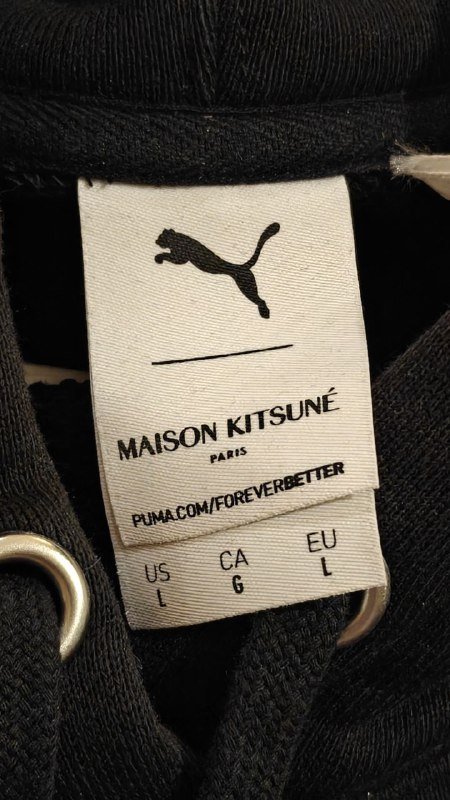 MAISON KITSUNÉ
PARIS
PUMA.COM/FOREVERBETTER
US CA EU
L G L